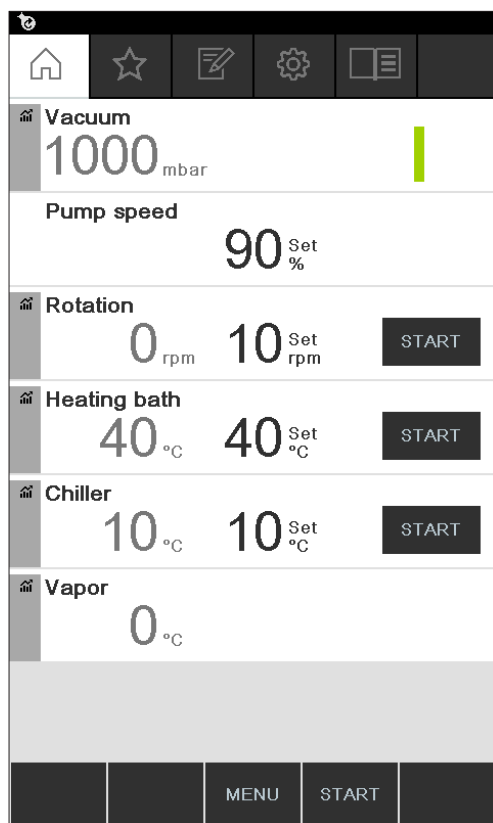 Vacuum
1000 mbar
Pump speed
90 Set %
Rotation
0 rpm 10 Set rpm START
Heating bath
40 °C 40 Set °C START
Chiller
10 °C 10 Set °C START
Vapor
0 °C
MENU START